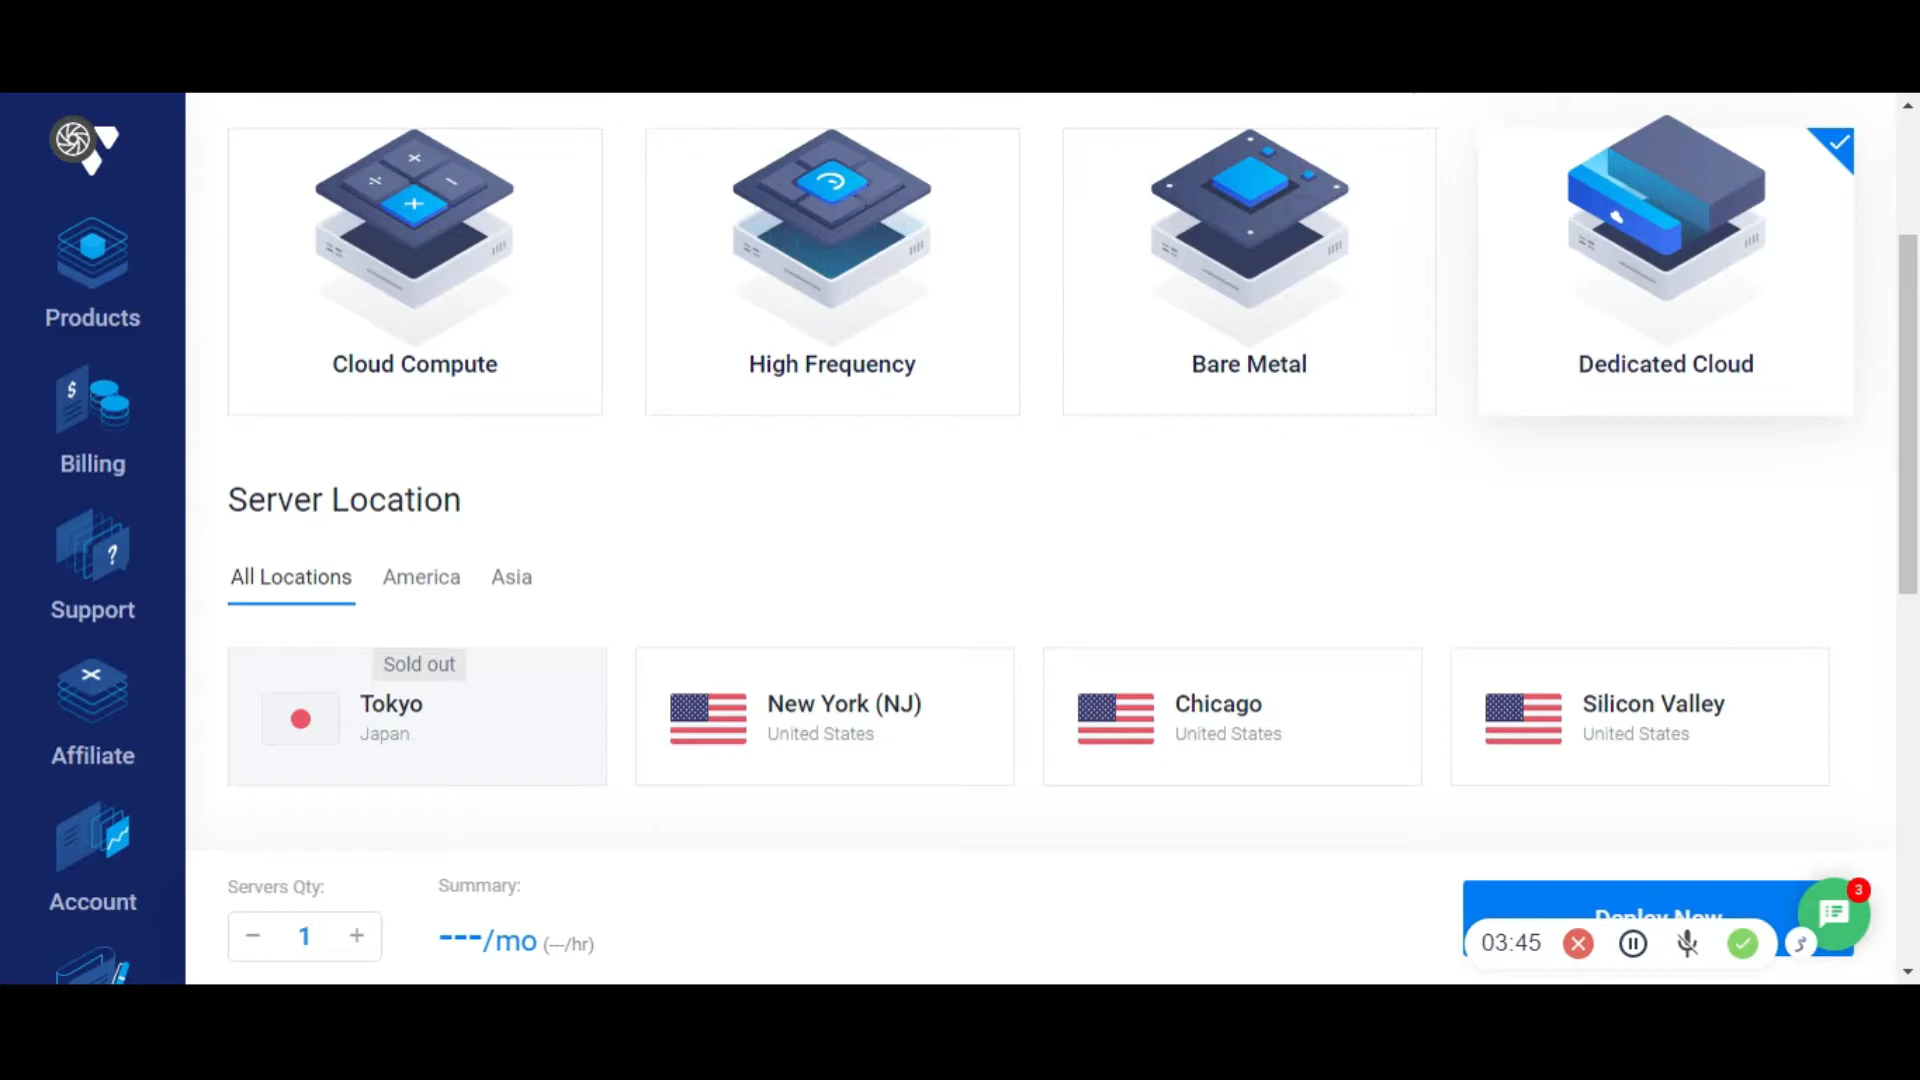 Products
Billing
Support
Affiliate
Account
Cloud Compute
High Frequency
Bare Metal
Dedicated Cloud
Server Location
All Locations America Asia
Sold out
Tokyo
Japan
New York (NJ)
United States
Chicago
United States
Silicon Valley
United States
Servers Qty:
− 1 +
Summary:
---/mo (---/hr)
Deploy Now
03:45
3